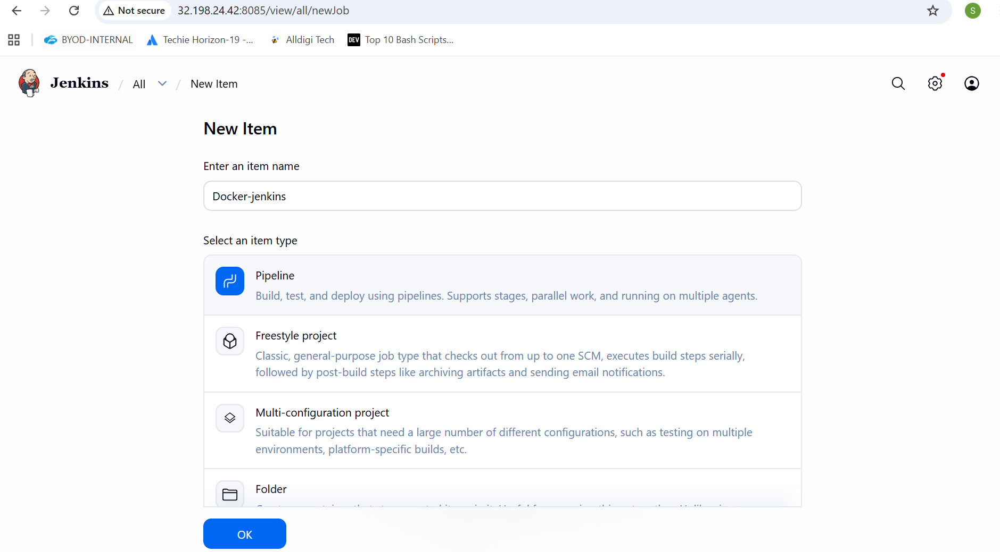 Not secure 32.198.24.42:8085/view/all/newJob S
BYOD-INTERNAL Techie Horizon-19 -... Alldigi Tech DEV Top 10 Bash Scripts...
Jenkins / All / New Item
New Item
Enter an item name
Docker-jenkins
Select an item type
Pipeline
Build, test, and deploy using pipelines. Supports stages, parallel work, and running on multiple agents.
Freestyle project
Classic, general-purpose job type that checks out from up to one SCM, executes build steps serially,
followed by post-build steps like archiving artifacts and sending email notifications.
Multi-configuration project
Suitable for projects that need a large number of different configurations, such as testing on multiple
environments, platform-specific builds, etc.
Folder
OK